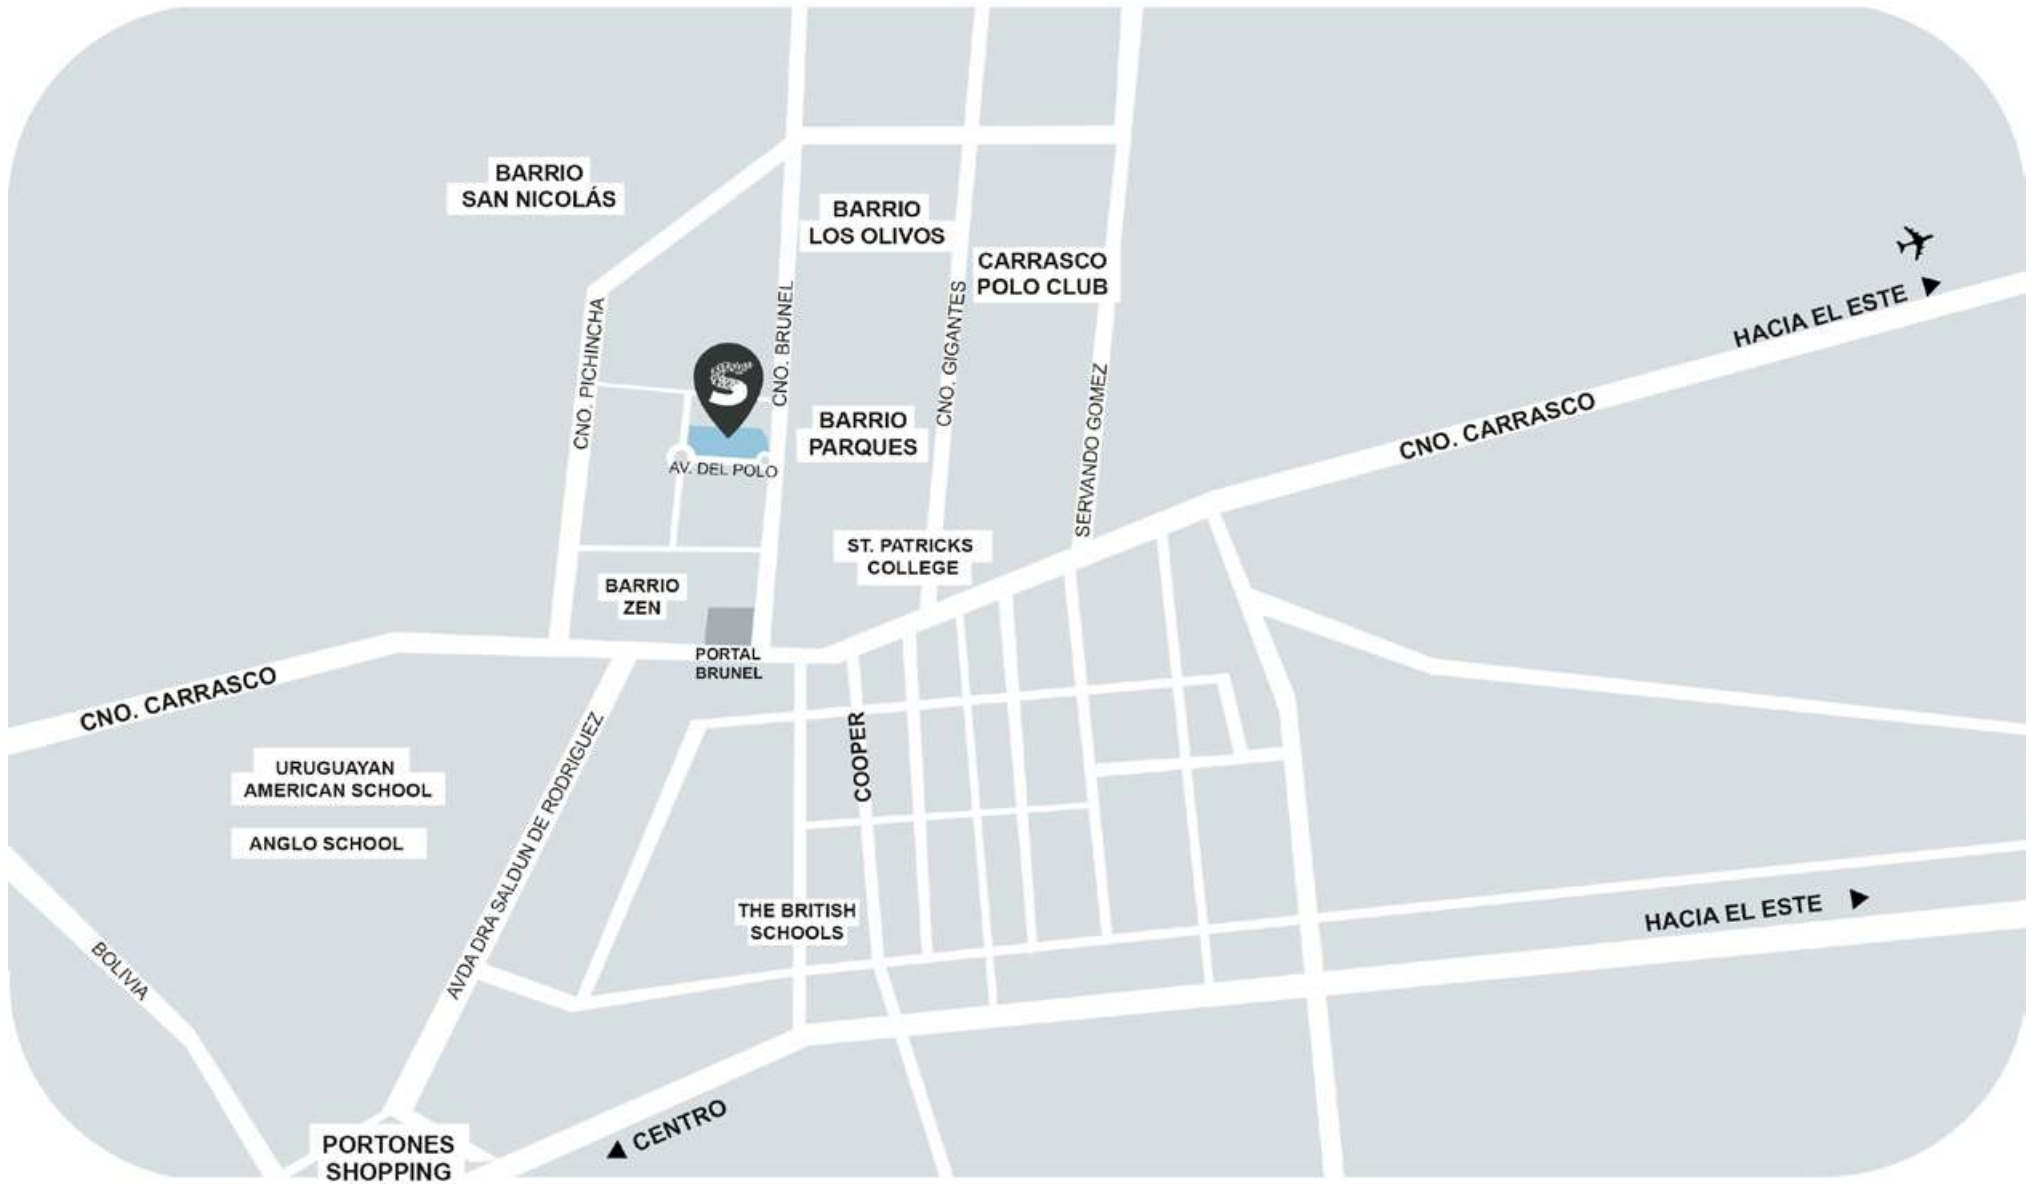 BARRIO
SAN NICOLÁS
BARRIO
LOS OLIVOS
CARRASCO
POLO CLUB
HACIA EL ESTE
CNO. PICHINCHA
CNO. BRUNEL
CNO. GIGANTES
SERVANDO GOMEZ
S
CNO. CARRASCO
BARRIO
PARQUES
AV. DEL POLO
ST. PATRICKS
COLLEGE
BARRIO
ZEN
PORTAL
BRUNEL
CNO. CARRASCO
URUGUAYAN
AMERICAN SCHOOL
ANGLO SCHOOL
AVDA DRA SALDUN DE RODRIGUEZ
COOPER
THE BRITISH
SCHOOLS
HACIA EL ESTE
BOLIVIA
CENTRO
PORTONES
SHOPPING